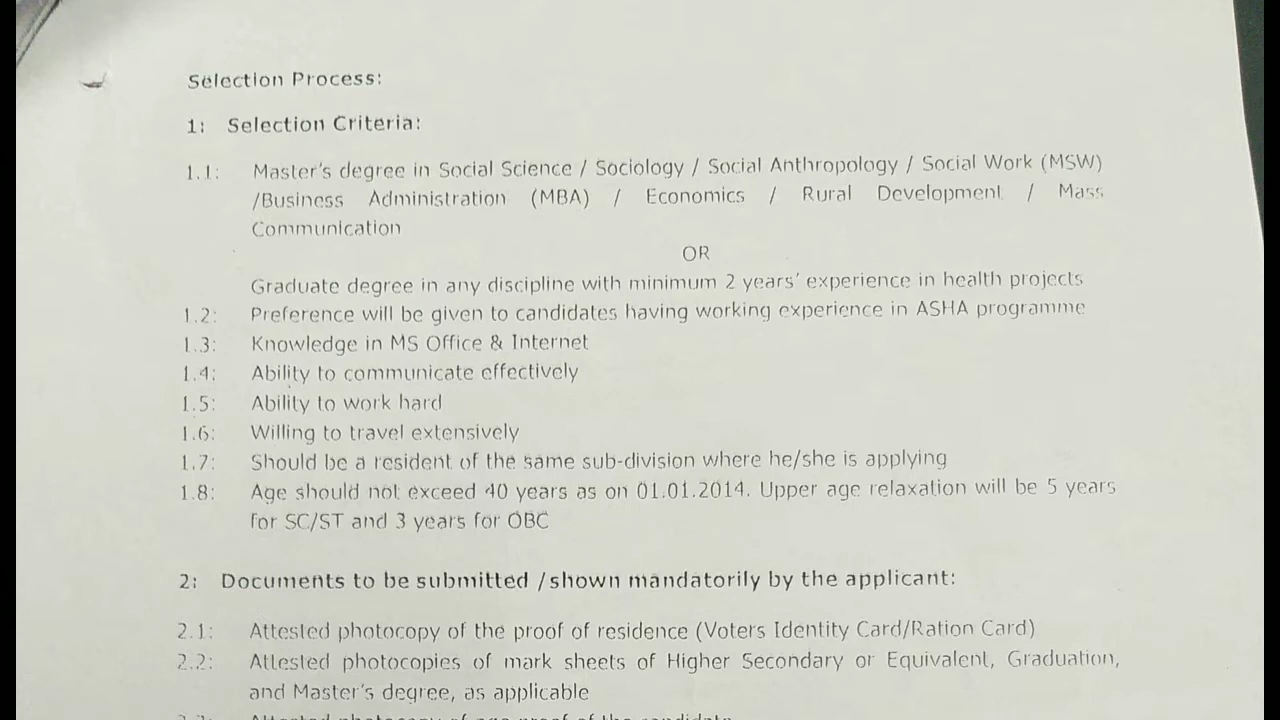 Selection Process:
1: Selection Criteria:
1.1: Master's degree in Social Science / Sociology / Social Anthropology / Social Work (MSW)
/Business Administration (MBA) / Economics / Rural Development / Mass
Communication
OR
Graduate degree in any discipline with minimum 2 years' experience in health projects
1.2: Preference will be given to candidates having working experience in ASHA programme
1.3: Knowledge in MS Office & Internet
1.4: Ability to communicate effectively
1.5: Ability to work hard
1.6: Willing to travel extensively
1.7: Should be a resident of the same sub-division where he/she is applying
1.8: Age should not exceed 40 years as on 01.01.2014. Upper age relaxation will be 5 years
for SC/ST and 3 years for OBC
2: Documents to be submitted /shown mandatorily by the applicant:
2.1: Attested photocopy of the proof of residence (Voters Identity Card/Ration Card)
2.2: Attested photocopies of mark sheets of Higher Secondary or Equivalent, Graduation,
and Master's degree, as applicable
Attested photocopy of age proof of the candidate